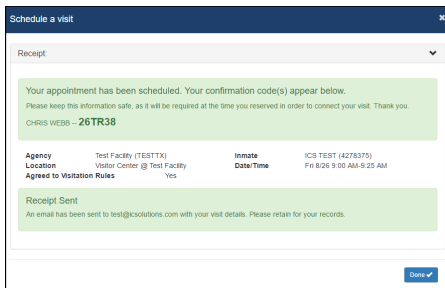 Schedule a visit ×
Receipt:
Your appointment has been scheduled. Your confirmation code(s) appear below.
Please keep this information safe, as it will be required at the time you reserved in order to connect your visit. Thank you.
CHRIS WEBB -- 26TR38
Agency Test Facility (TESTTX) Inmate ICS TEST (4278375)
Location Visitor Center @ Test Facility Date/Time Fri 8/26 9:00 AM-9:25 AM
Agreed to Visitation Rules Yes
Receipt Sent
An email has been sent to test@icsolutions.com with your visit details. Please retain for your records.
Done ✔